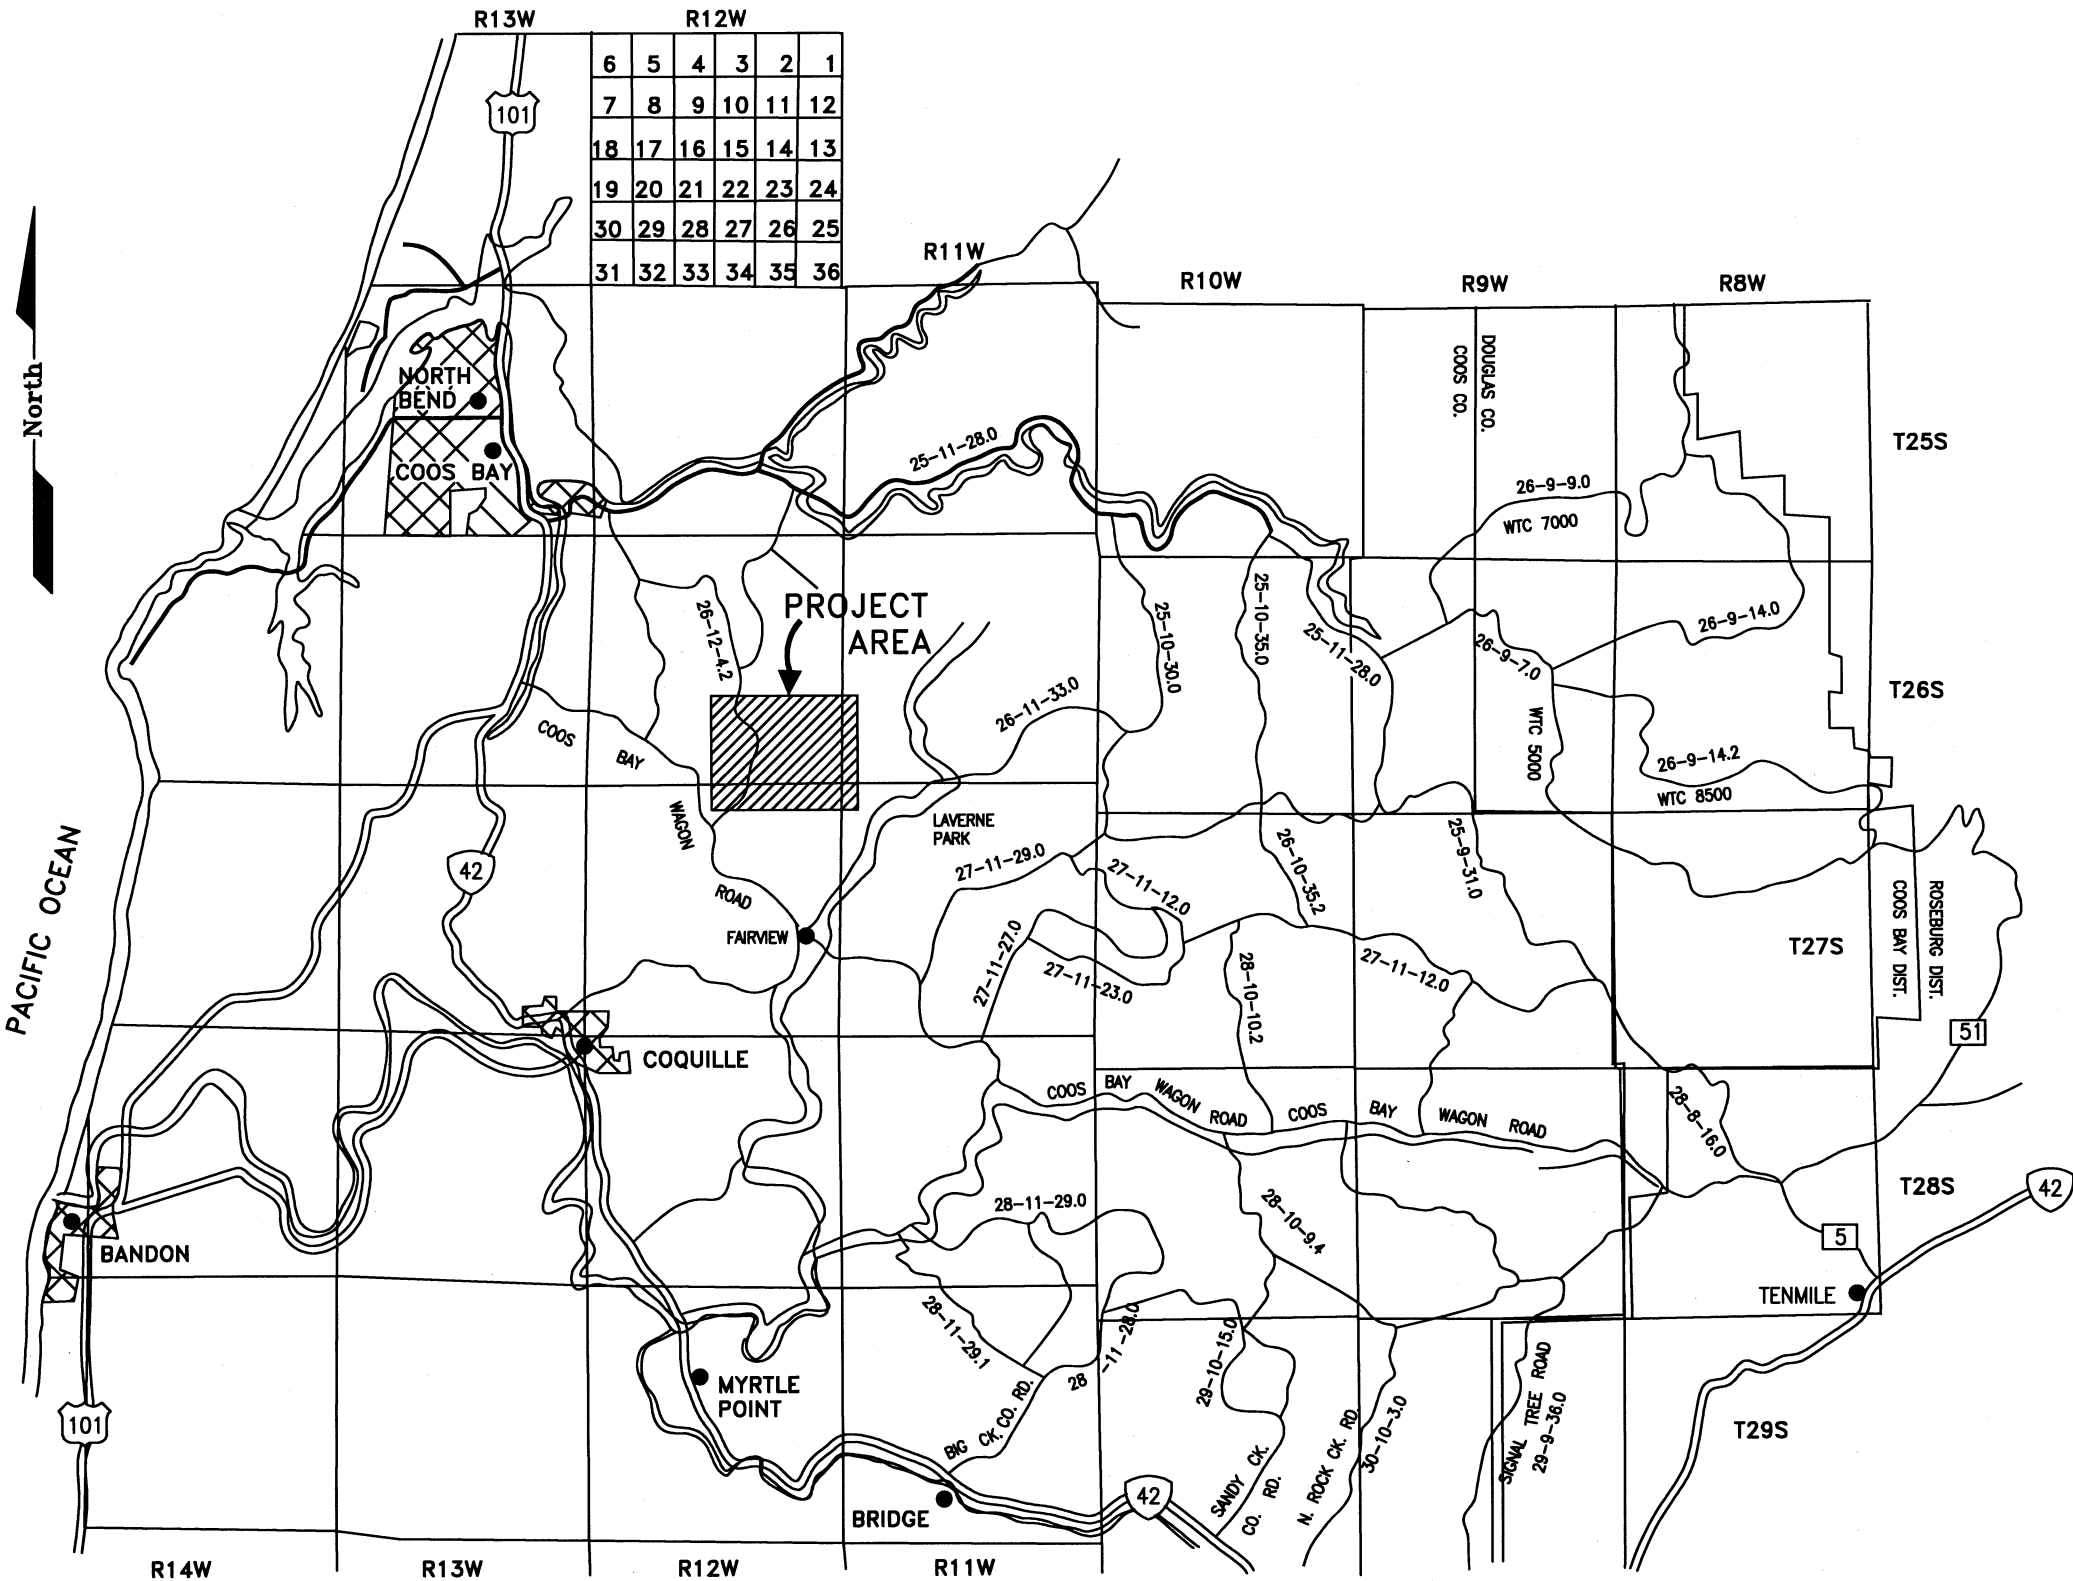 R13W
R12W
6 5 4 3 2 1
7 8 9 10 11 12
18 17 16 15 14 13
19 20 21 22 23 24
30 29 28 27 26 25
31 32 33 34 35 36
101
R11W
R10W
R9W
R8W
North
DOUGLAS CO.
COOS CO.
NORTH
BEND
COOS BAY
25-11-28.0
26-9-9.0
WTC 7000
T25S
PROJECT
AREA
26-12-4.2
25-10-30.0
25-10-35.0
25-11-28.0
26-9-7.0
26-9-14.0
T26S
26-11-33.0
WTC 5000
26-9-14.2
WTC 8500
COOS
BAY
WAGON
ROAD
LAVERNE
PARK
42
PACIFIC OCEAN
27-11-29.0
27-11-12.0
26-10-35.2
25-9-31.0
FAIRVIEW
27-11-27.0
27-11-23.0
28-10-10.2
27-11-12.0
T27S
COOS BAY DIST.
ROSEBURG DIST.
51
COQUILLE
COOS BAY WAGON ROAD
COOS BAY WAGON ROAD
28-8-16.0
T28S
42
BANDON
28-11-29.0
28-10-9.4
5
TENMILE
28-11-29.1
28
-11-28.0
29-10-15.0
MYRTLE
POINT
BIG CK. CO. RD.
SANDY CK.
CO. RD.
N. ROCK CK. RD.
30-10-3.0
SIGNAL TREE ROAD
29-9-36.0
T29S
101
42
BRIDGE
R14W
R13W
R12W
R11W